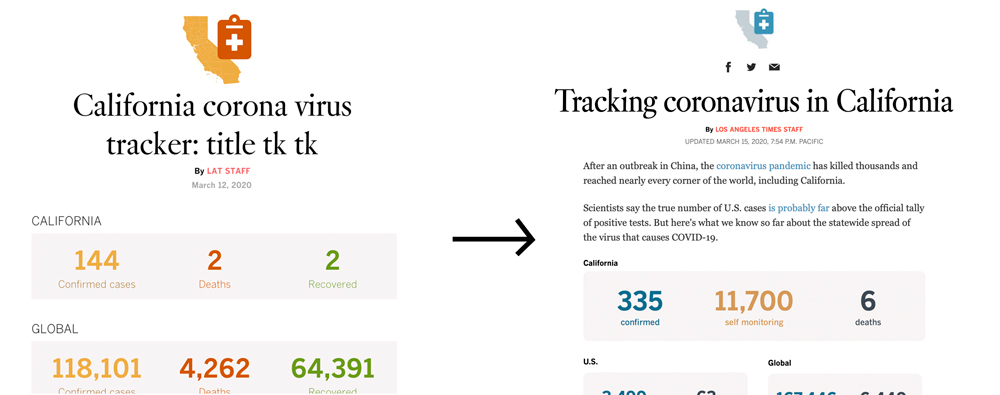 California corona virus
tracker: title tk tk
By LAT STAFF
March 12, 2020
CALIFORNIA
144 2 2
Confirmed cases Deaths Recovered
GLOBAL
118,101 4,262 64,391
Confirmed cases Deaths Recovered
Tracking coronavirus in California
By LOS ANGELES TIMES STAFF
UPDATED MARCH 15, 2020, 7:54 P.M. PACIFIC
After an outbreak in China, the coronavirus pandemic has killed thousands and
reached nearly every corner of the world, including California.
Scientists say the true number of U.S. cases is probably far above the official tally
of positive tests. But here's what we know so far about the statewide spread of
the virus that causes COVID-19.
California
335 11,700 6
confirmed self monitoring deaths
U.S. Global